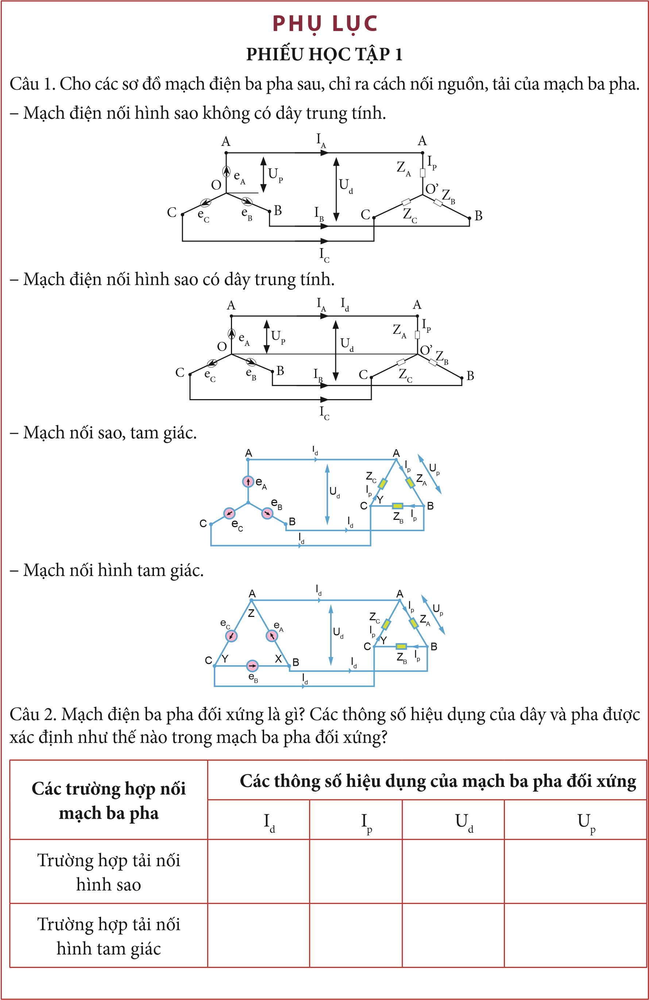 PHỤ LỤC
PHIẾU HỌC TẬP 1
Câu 1. Cho các sơ đồ mạch điện ba pha sau, chỉ ra cách nối nguồn, tải của mạch ba pha.
– Mạch điện nối hình sao không có dây trung tính.
A I_A A
e_A U_P U_d Z_A I_P
O O’
C e_C e_B B I_B C Z_C Z_B B
I_C
– Mạch điện nối hình sao có dây trung tính.
A I_A I_d A
e_A U_P U_d Z_A I_P
O O’
C e_C e_B B I_B C Z_C Z_B B
I_C
– Mạch nối sao, tam giác.
A I_d A
e_A U_d Z_C I_p I_p Z_A U_p
e_B C Y B
C e_C B I_d Z_B I_p
I_d
– Mạch nối hình tam giác.
A I_d A
Z U_d Z_C I_p I_p Z_A U_p
e_C e_A C Y B
C Y X B I_d Z_B I_p
e_B I_d
Câu 2. Mạch điện ba pha đối xứng là gì? Các thông số hiệu dụng của dây và pha được
xác định như thế nào trong mạch ba pha đối xứng?
Các trường hợp nối
mạch ba pha
Các thông số hiệu dụng của mạch ba pha đối xứng
I_d I_p U_d U_p
Trường hợp tải nối
hình sao
Trường hợp tải nối
hình tam giác